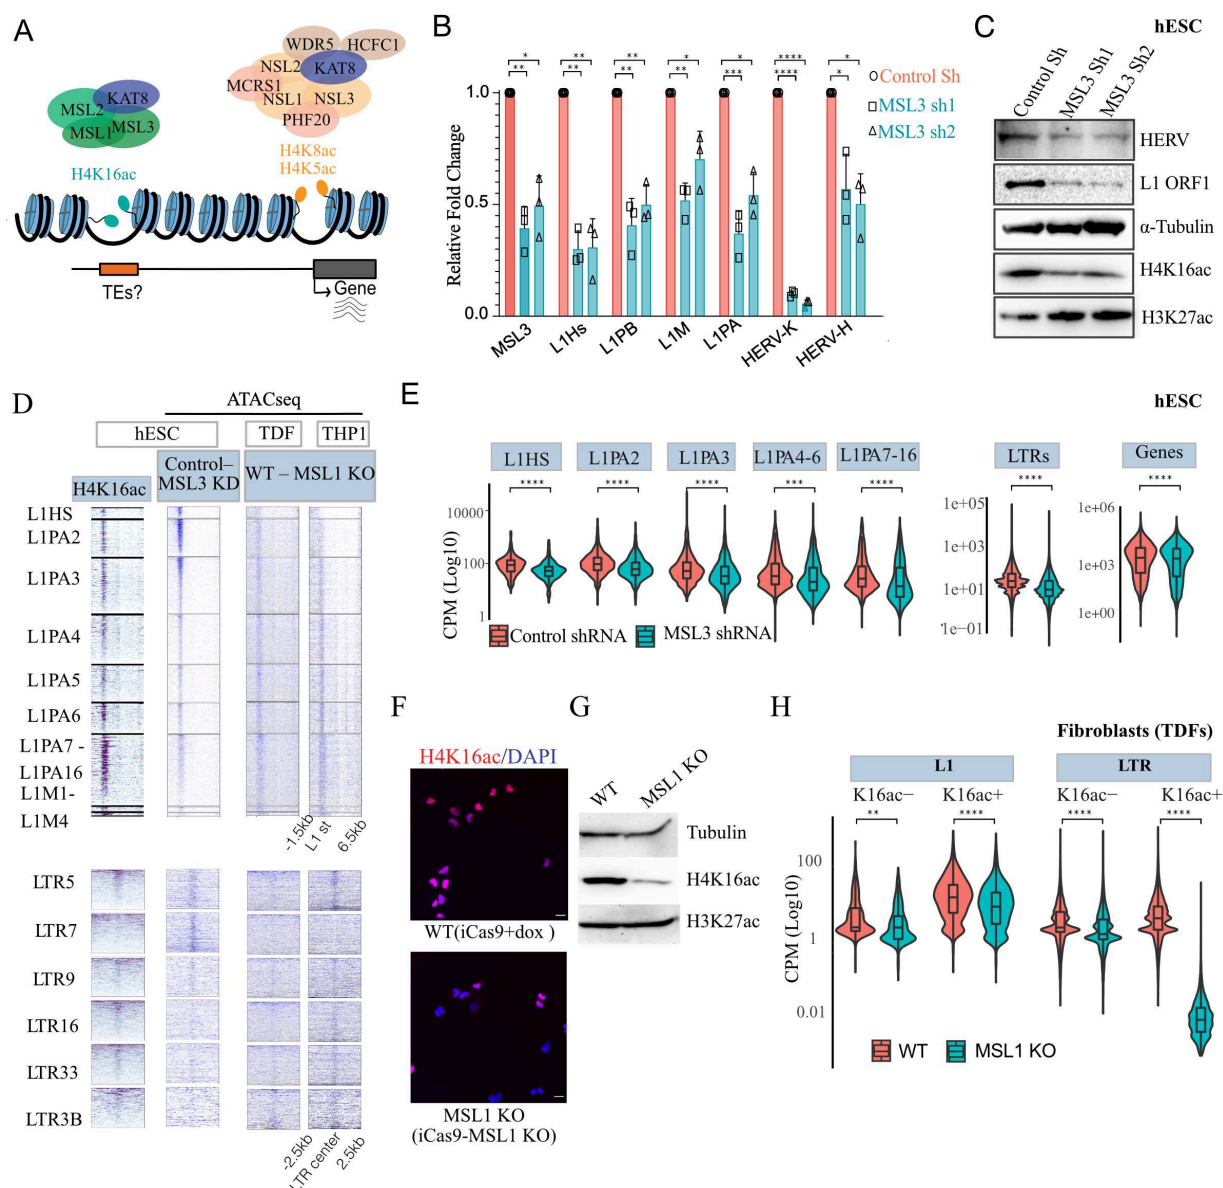 A
WDR5
HCFC1
NSL2
KAT8
MCRS1
NSL1
NSL3
PHF20
KAT8
MSL2
MSL1
MSL3
H4K8ac
H4K5ac
H4K16ac
TEs?
Gene
B
* ** ** * * **** *
** ** ** ** *** **** *
Control Sh
MSL3 sh1
MSL3 sh2
Relative Fold Change
1.0
0.5
0.0
MSL3
L1Hs
L1PB
L1M
L1PA
HERV-K
HERV-H
C
hESC
Control Sh
MSL3 Sh1
MSL3 Sh2
HERV
L1 ORF1
α-Tubulin
H4K16ac
H3K27ac
D
ATACseq
hESC
TDF
THP1
H4K16ac
Control–
MSL3 KD
WT – MSL1 KO
L1HS
L1PA2
L1PA3
L1PA4
L1PA5
L1PA6
L1PA7 -
L1PA16
L1M1-
L1M4
-1.5kb
L1 st
6.5kb
LTR5
LTR7
LTR9
LTR16
LTR33
LTR3B
-2.5kb
LTR center
2.5kb
E
hESC
L1HS
L1PA2
L1PA3
L1PA4-6
L1PA7-16
LTRs
Genes
**** **** **** *** **** **** ****
CPM (Log10)
10000
100
1
1e+05
1e+03
1e+01
1e−01
1e+06
1e+03
1e+00
Control shRNA
MSL3 shRNA
F
H4K16ac/DAPI
WT(iCas9+dox )
MSL1 KO
(iCas9-MSL1 KO)
G
WT
MSL1 KO
Tubulin
H4K16ac
H3K27ac
H
Fibroblasts (TDFs)
L1
LTR
K16ac−
K16ac+
K16ac−
K16ac+
** **** **** ****
CPM (Log10)
100
1
0.01
WT
MSL1 KO